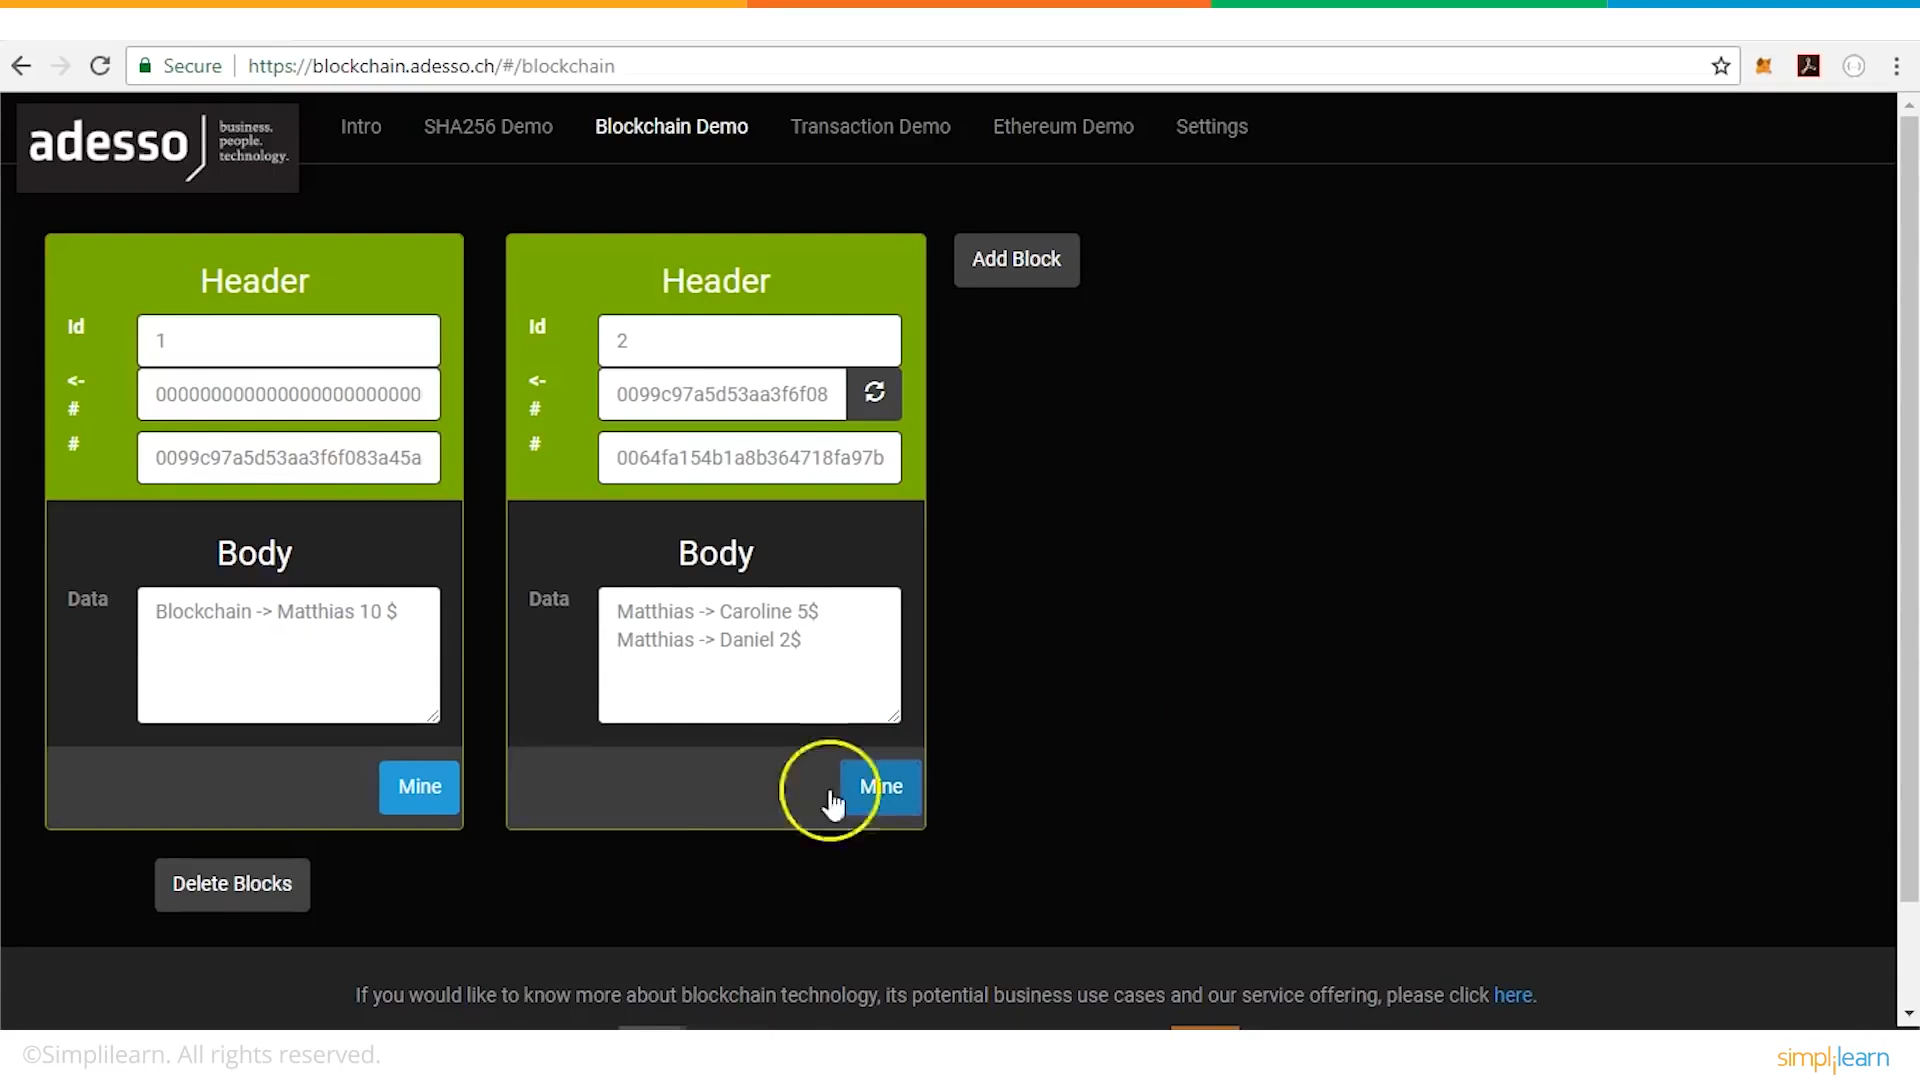 Secure
https://blockchain.adesso.ch/#/blockchain
adesso
business.
people.
technology.
Intro
SHA256 Demo
Blockchain Demo
Transaction Demo
Ethereum Demo
Settings
Header
Id
1
<-
#
0000000000000000000000000
#
0099c97a5d53aa3f6f083a45a
Body
Data
Blockchain -> Matthias 10 $
Mine
Header
Id
2
<-
#
0099c97a5d53aa3f6f08
#
0064fa154b1a8b364718fa97b
Body
Data
Matthias -> Caroline 5$
Matthias -> Daniel 2$
Mine
Add Block
Delete Blocks
If you would like to know more about blockchain technology, its potential business use cases and our service offering, please click here.
©Simplilearn. All rights reserved.
simplilearn